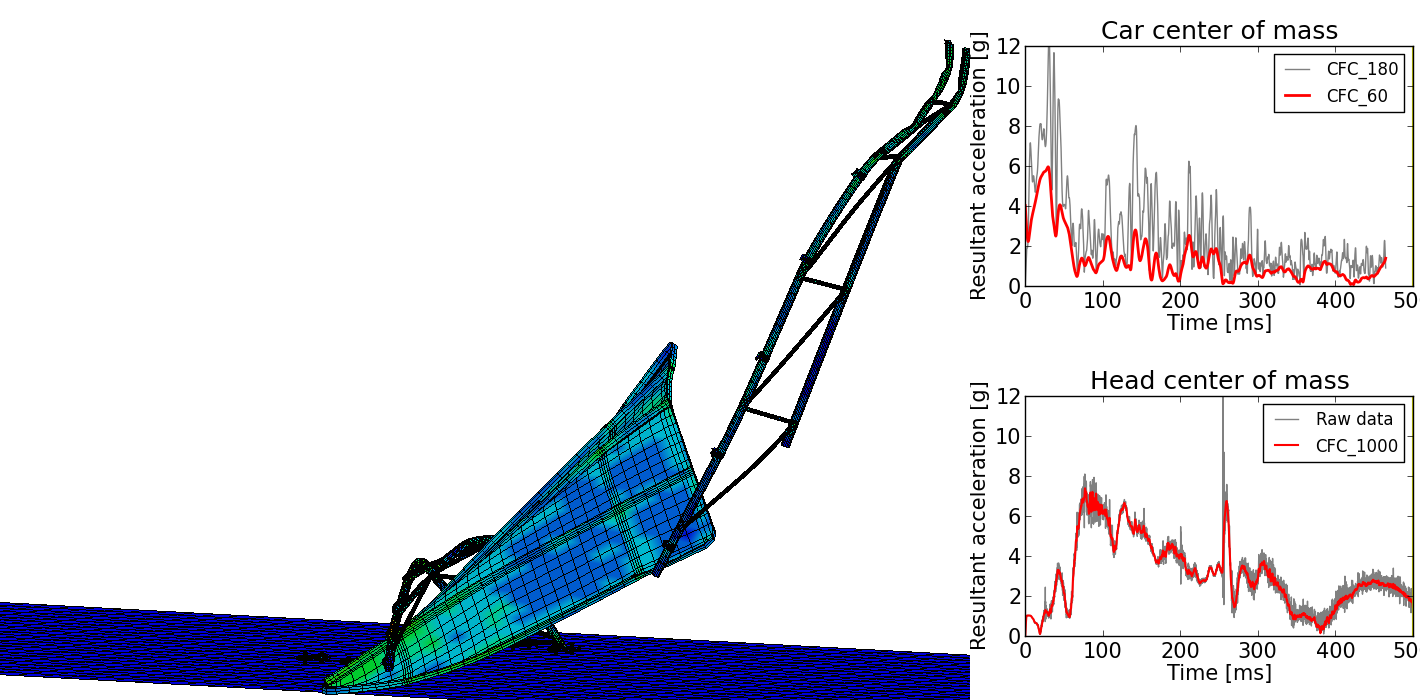 Car center of mass
Resultant acceleration [g]
12
10
8
6
4
2
0
CFC_180
CFC_60
0 100 200 300 400 50
Time [ms]
Head center of mass
Resultant acceleration [g]
12
10
8
6
4
2
0
Raw data
CFC_1000
0 100 200 300 400 50
Time [ms]